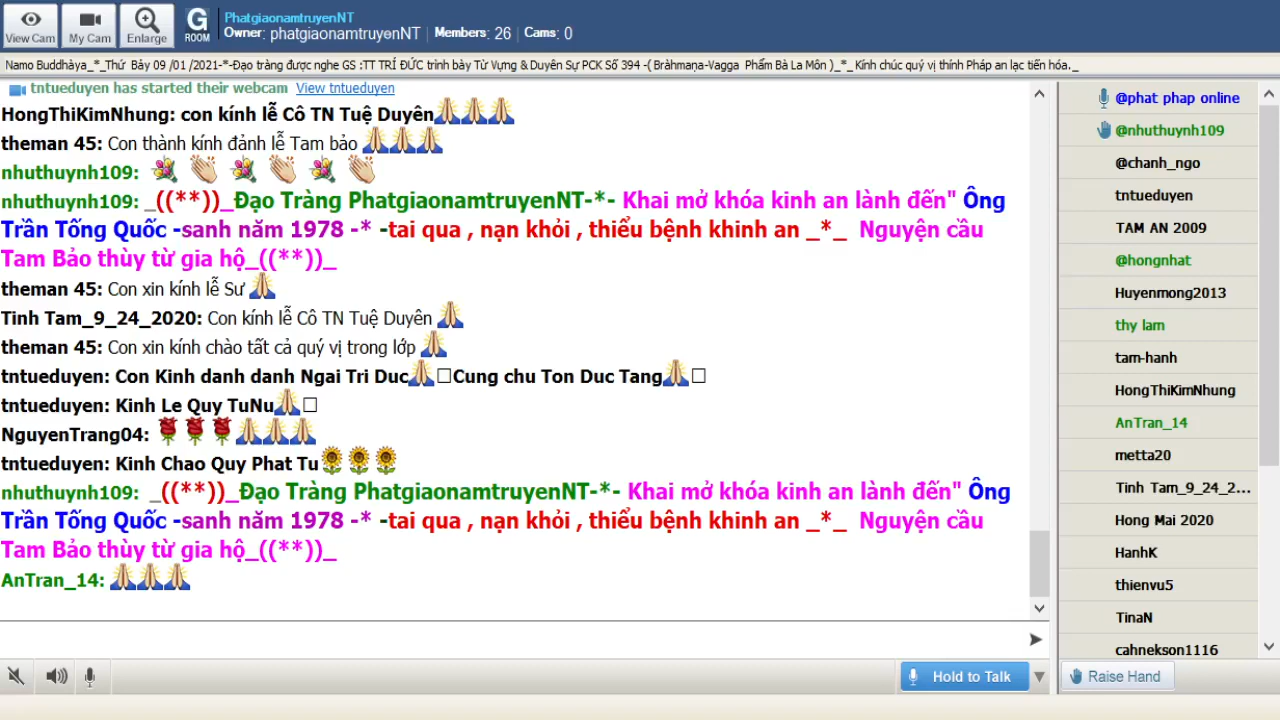 View Cam
My Cam
Enlarge
G
ROOM
PhatgiaonamtruyenNT
Owner: phatgiaonamtruyenNT | Members: 26 | Cams: 0
Namo Buddhàya_*_Thứ Bảy 09 /01 /2021-*-Đạo tràng được nghe GS :TT TRÍ ĐỨC trình bày Từ Vựng & Duyên Sự PCK Số 394 -( Bràhmaṇa-Vagga Phẩm Bà La Môn )_*_ Kính chúc quý vị thính Pháp an lạc tiến hóa._
tntueduyen has started their webcam View tntueduyen
HongThiKimNhung: con kính lễ Cô TN Tuệ Duyên
theman 45: Con thành kính đảnh lễ Tam bảo
nhuthuynh109:
nhuthuynh109: _((**))_Đạo Tràng PhatgiaonamtruyenNT-*- Khai mở khóa kinh an lành đến" Ông
Trần Tống Quốc -sanh năm 1978 -* -tai qua , nạn khỏi , thiểu bệnh khinh an _*_ Nguyện cầu
Tam Bảo thùy từ gia hộ_((**))_
theman 45: Con xin kính lễ Sư
Tinh Tam_9_24_2020: Con kính lễ Cô TN Tuệ Duyên
theman 45: Con xin kính chào tất cả quý vị trong lớp
tntueduyen: Con Kinh danh danh Ngai Tri DucCung chu Ton Duc Tang
tntueduyen: Kinh Le Quy TuNu
NguyenTrang04:
tntueduyen: Kinh Chao Quy Phat Tu
nhuthuynh109: _((**))_Đạo Tràng PhatgiaonamtruyenNT-*- Khai mở khóa kinh an lành đến" Ông
Trần Tống Quốc -sanh năm 1978 -* -tai qua , nạn khỏi , thiểu bệnh khinh an _*_ Nguyện cầu
Tam Bảo thùy từ gia hộ_((**))_
AnTran_14:
Hold to Talk
@phat phap online
@nhuthuynh109
@chanh_ngo
tntueduyen
TAM AN 2009
@hongnhat
Huyenmong2013
thy lam
tam-hanh
HongThiKimNhung
AnTran_14
metta20
Tinh Tam_9_24_2...
Hong Mai 2020
HanhK
thienvu5
TinaN
cahnekson1116
Raise Hand